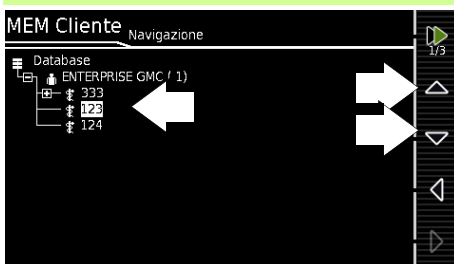 MEM Cliente Navigazione
1/3
Database
ENTERPRISE GMC ( 1)
333
123
124